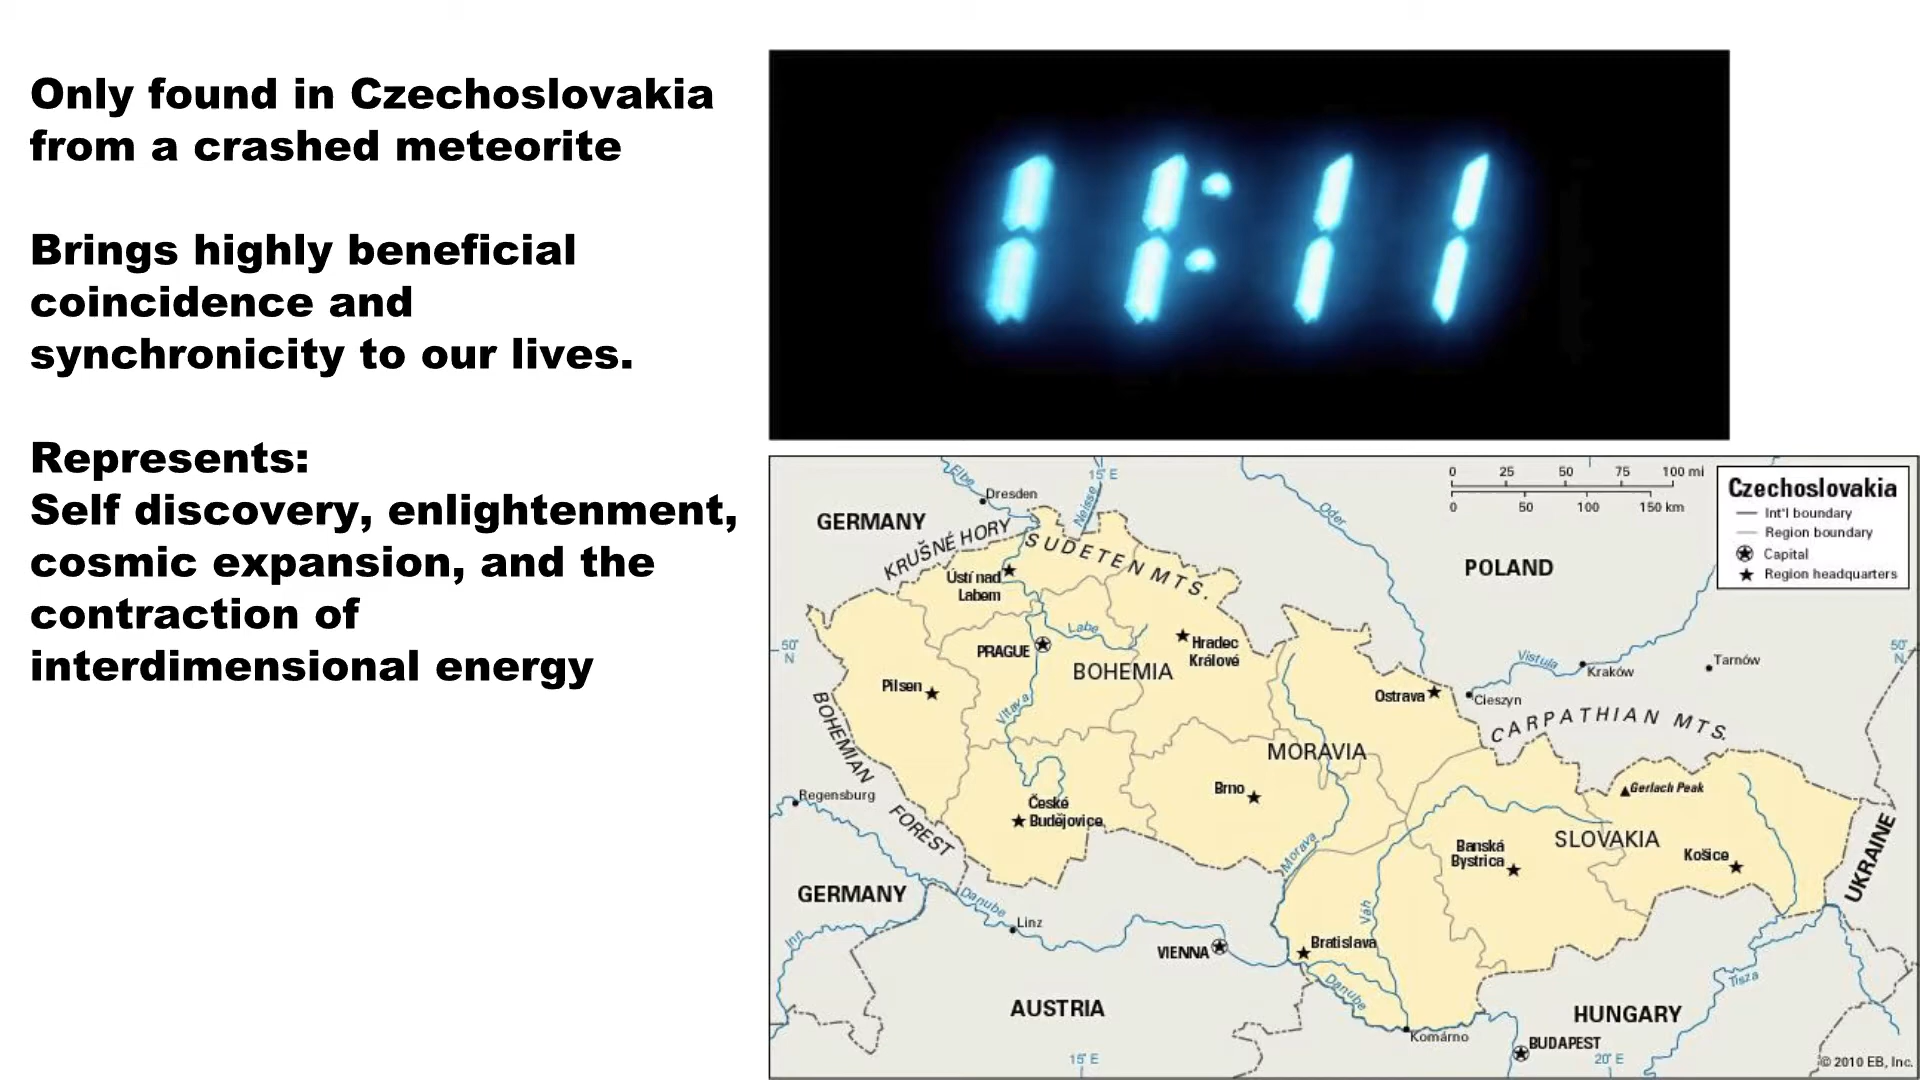 Only found in Czechoslovakia
from a crashed meteorite
Brings highly beneficial
coincidence and
synchronicity to our lives.
Represents:
Self discovery, enlightenment,
cosmic expansion, and the
contraction of
interdimensional energy
11:11
Elbe
15° E
Neisse
Dresden
GERMANY
KRUŠNÉ HORY
SUDETEN MTS.
Oder
0 25 50 75 100 mi
0 50 100 150 km
Czechoslovakia
Int'l boundary
Region boundary
Capital
Region headquarters
POLAND
Ústí nad
Labem
Labe
PRAGUE
Hradec
Králové
BOHEMIA
50°
N
Pilsen
Vltava
Ostrava
Cieszyn
Vistula
Kraków
Tarnów
50°
N
CARPATHIAN MTS.
BOHEMIAN
FOREST
MORAVIA
Brno
Regensburg
České
Budějovice
Gerlach Peak
SLOVAKIA
Banská
Bystrica
Košice
UKRAINE
Morava
Váh
GERMANY
Danube
Linz
Inn
VIENNA
Bratislava
Danube
Tisza
AUSTRIA
HUNGARY
Komárno
BUDAPEST
15° E
20° E
© 2010 EB, Inc.